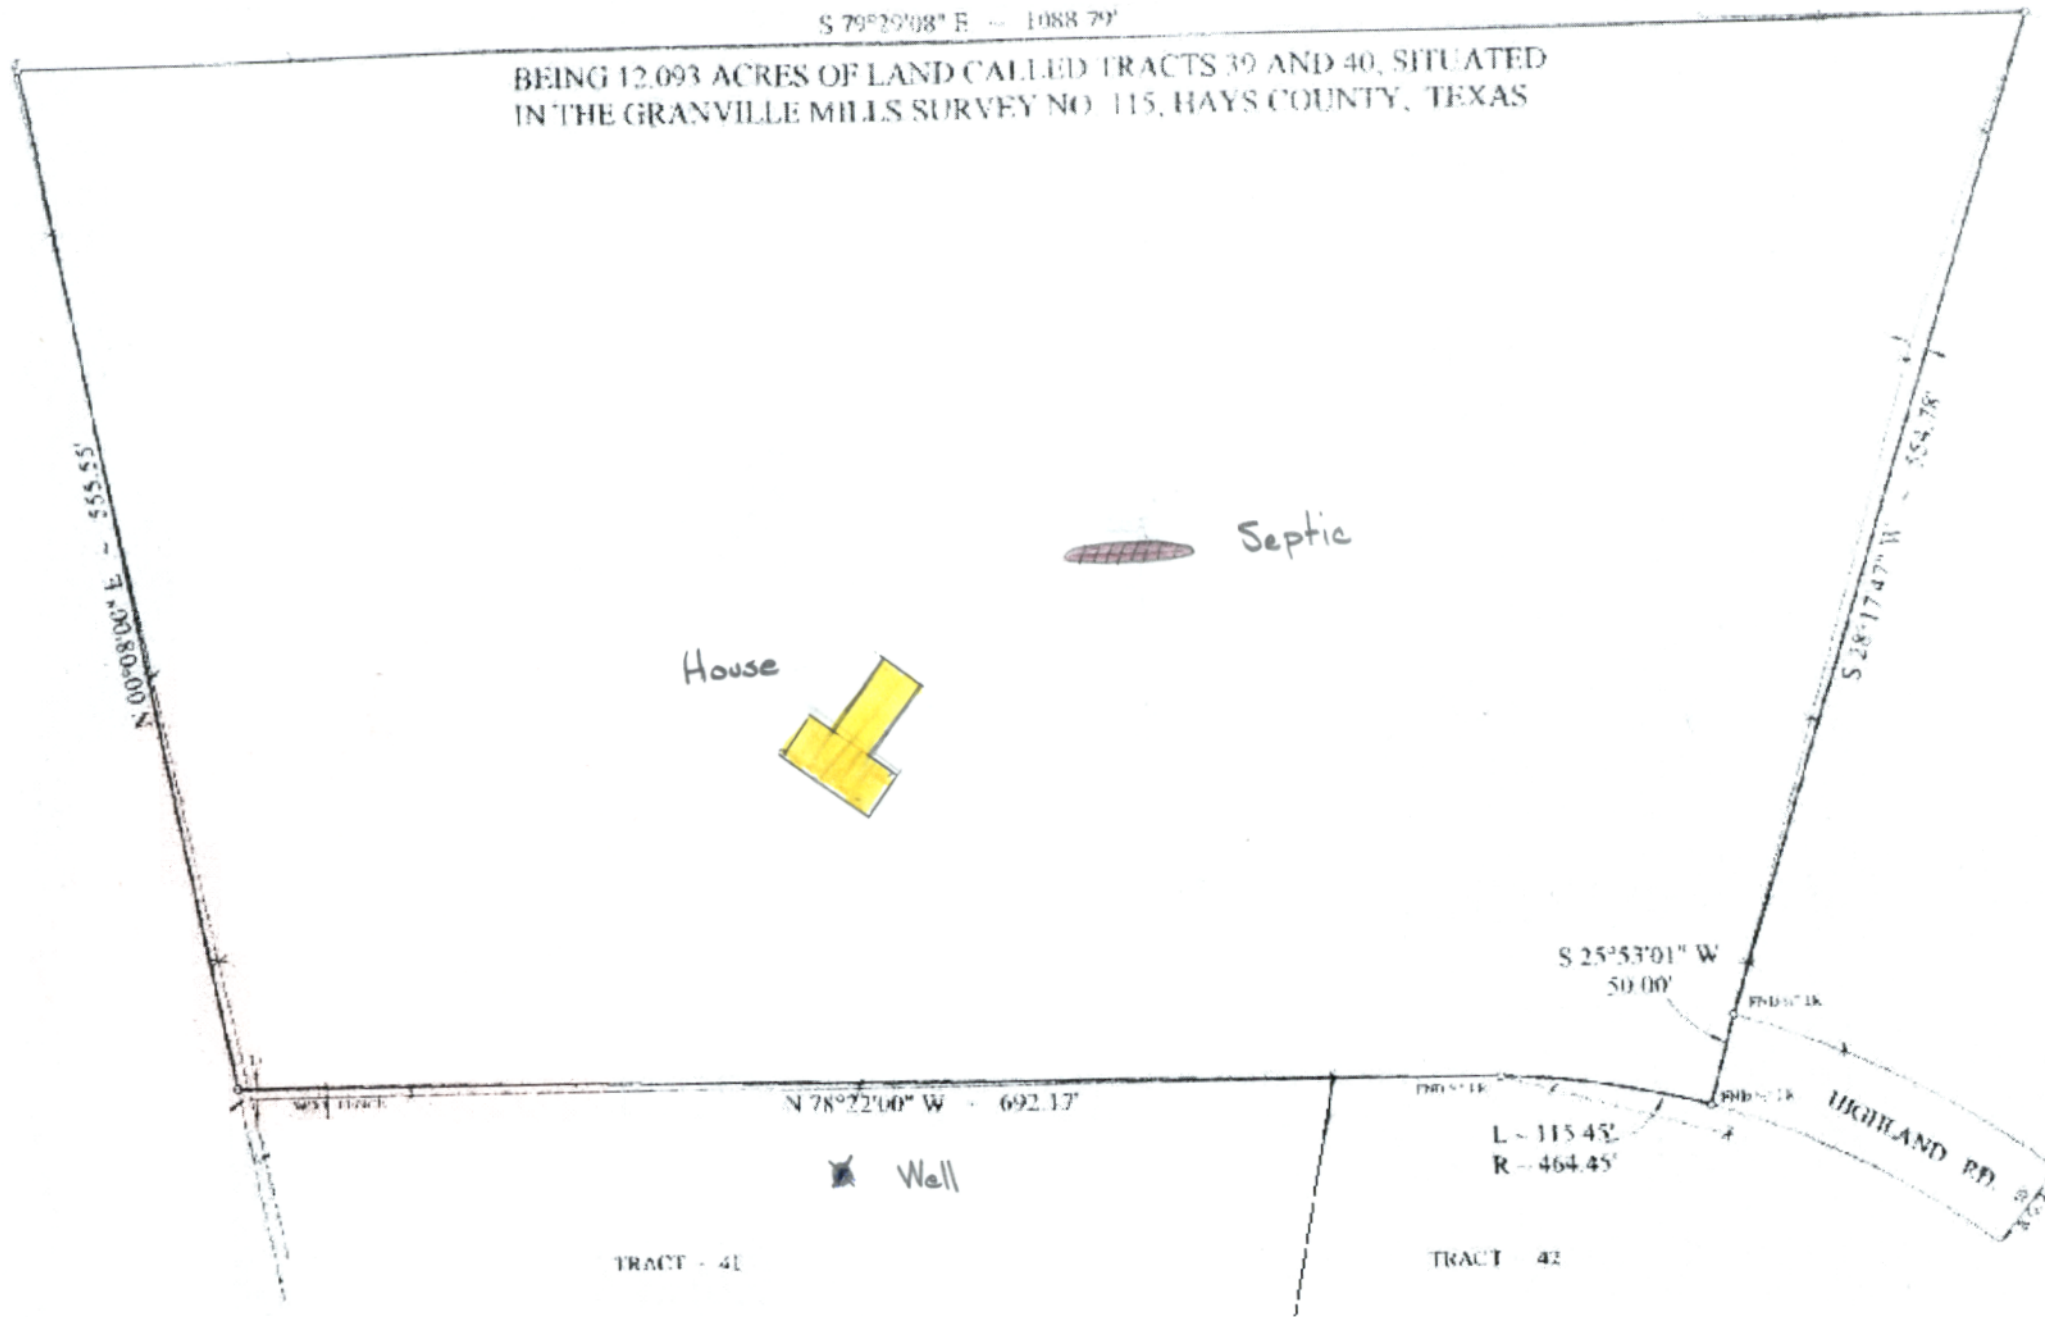 S 79°29'08" E - 1088.79'
BEING 12.093 ACRES OF LAND CALLED TRACTS 39 AND 40, SITUATED
IN THE GRANVILLE MILLS SURVEY NO. 115, HAYS COUNTY, TEXAS
N 00°08'00" E - 555.55'
S 28°17'47" W - 554.78'
Septic
House
S 25°53'01" W
50.00'
N 78°22'00" W - 692.17'
L - 115.45'
R - 464.45'
HIGHLAND RD.
Well
TRACT - 41
TRACT 42